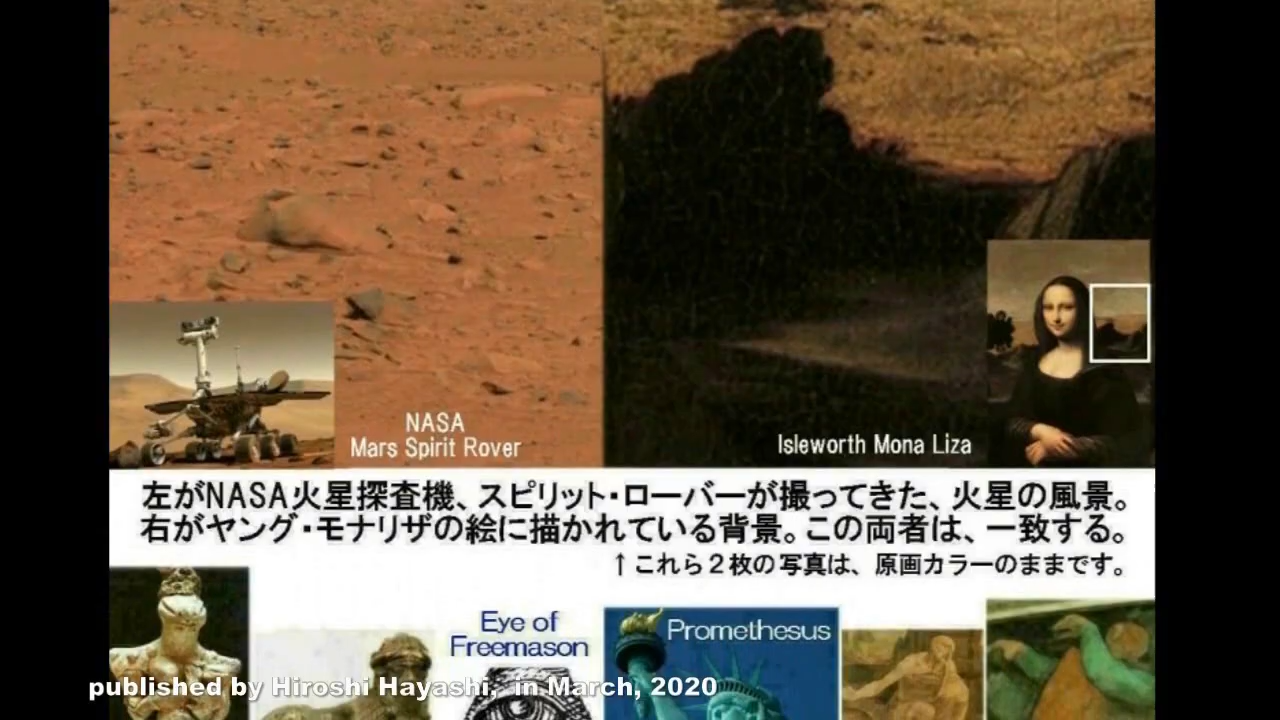 NASA
Mars Spirit Rover
Isleworth Mona Liza
左がNASA火星探査機、スピリット・ローバーが撮ってきた、火星の風景。
右がヤング・モナリザの絵に描かれている背景。この両者は、一致する。
↑これら２枚の写真は、原画カラーのままです。
Eye of
Freemason
Promethesus
published by Hiroshi Hayashi, in March, 2020